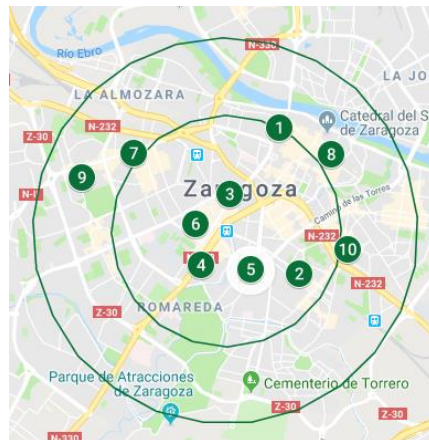 N-330
Río Ebro
LA JO
LA ALMOZARA
Z-30
N-232
1
Catedral del S
de Zaragoza
7
8
9
N-II
3
Zaragoza
Camino de las Torres
6
N-232
10
4
5
2
N-232
Z-30
ROMAREDA
Parque de Atracciones
de Zaragoza
Cementerio de Torrero
Z-30
N-330